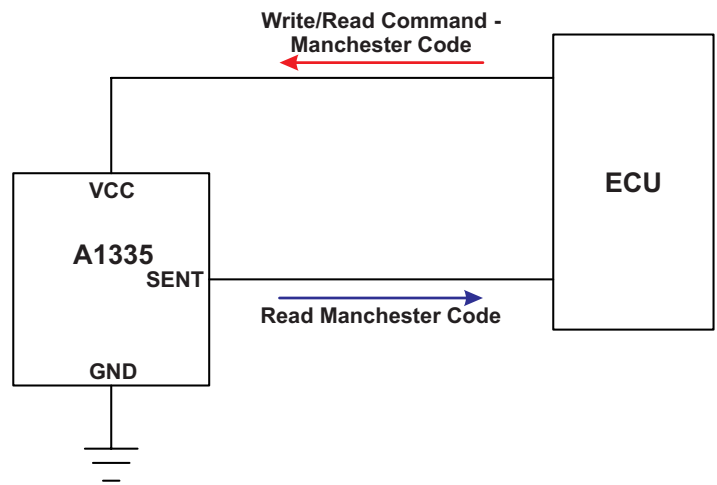 Write/Read Command -
Manchester Code
VCC
ECU
A1335
SENT
Read Manchester Code
GND